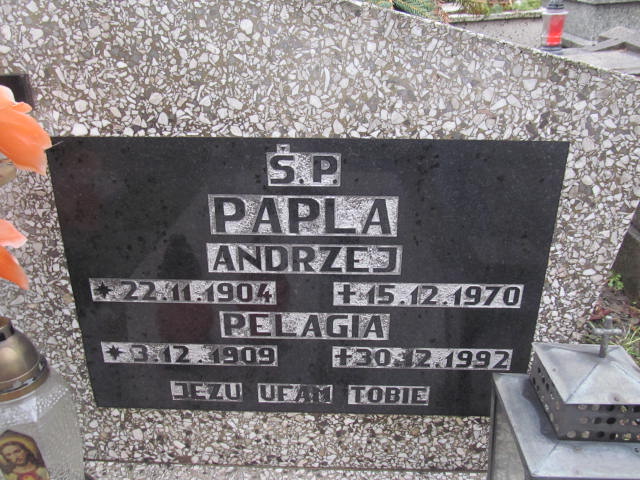 Ś.P.
PAPLA
ANDRZEJ
*22.11.1904 +15.12.1970
PELAGIA
*3.12.1909 +30.12.1992
JEZU UFAM TOBIE